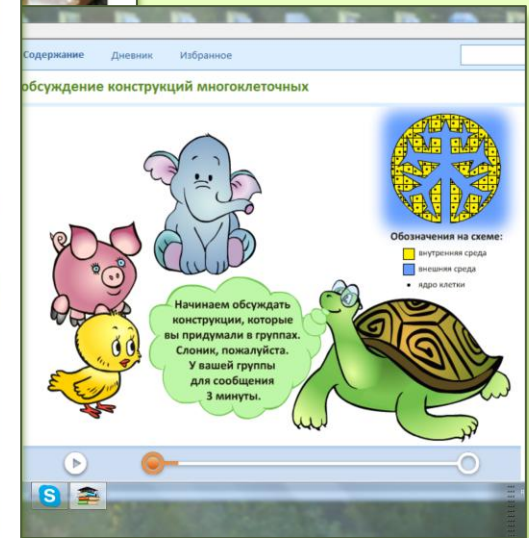 Содержание Дневник Избранное
обсуждение конструкций многоклеточных
Обозначения на схеме:
внутренняя среда
внешняя среда
ядро клетки
Начинаем обсуждать
конструкции, которые
вы придумали в группах.
Слоник, пожалуйста.
У вашей группы
для сообщения
3 минуты.